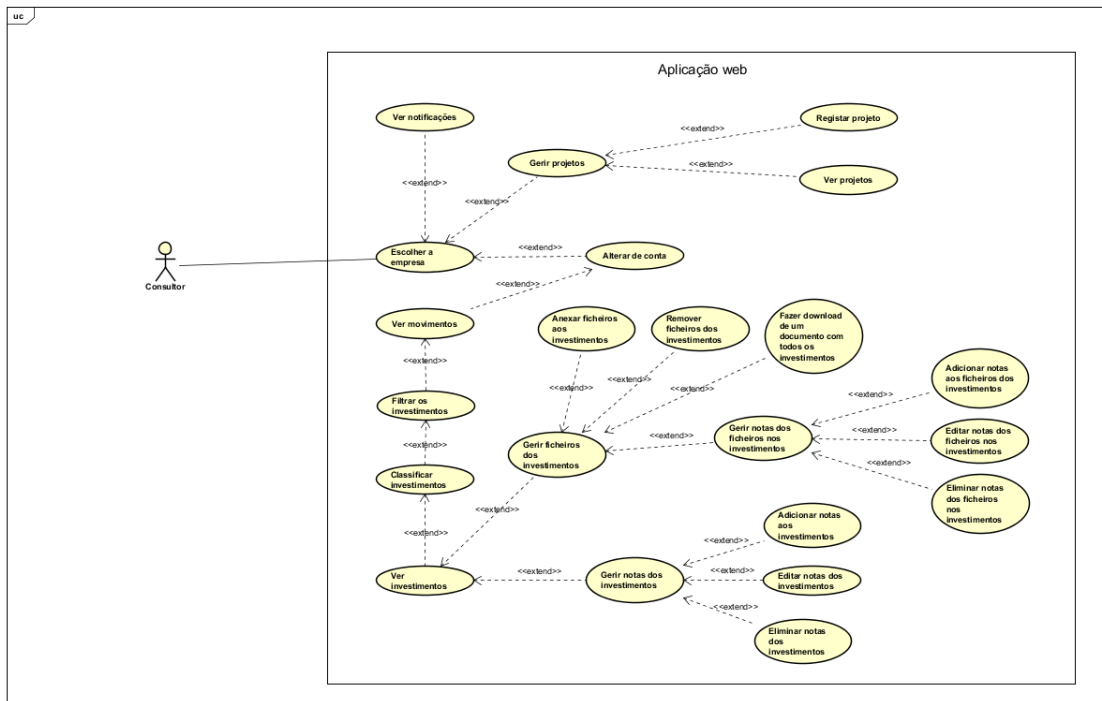 uc
Aplicação web
Ver notificações
Registar projeto
<<extend>>
Gerir projetos
<<extend>>
Ver projetos
<<extend>>
<<extend>>
Escolher a
empresa
<<extend>>
Alterar de conta
Consultor
<<extend>>
Ver movimentos
Anexar ficheiros
aos
investimentos
Remover
ficheiros dos
investimentos
Fazer download
de um
documento com
todos os
investimentos
<<extend>>
Filtrar os
investimentos
<<extend>>
<<extend>>
<<extend>>
Adicionar notas
aos ficheiros dos
investimentos
<<extend>>
Gerir ficheiros
dos
investimentos
<<extend>>
Gerir notas dos
ficheiros nos
investimentos
<<extend>>
Editar notas dos
ficheiros nos
investimentos
<<extend>>
Eliminar notas
dos ficheiros
nos
investimentos
<<extend>>
Classificar
investimentos
<<extend>>
<<extend>>
Adicionar notas
aos
investimentos
<<extend>>
Ver
investimentos
<<extend>>
Gerir notas dos
investimentos
<<extend>>
Editar notas dos
investimentos
<<extend>>
Eliminar notas
dos
investimentos